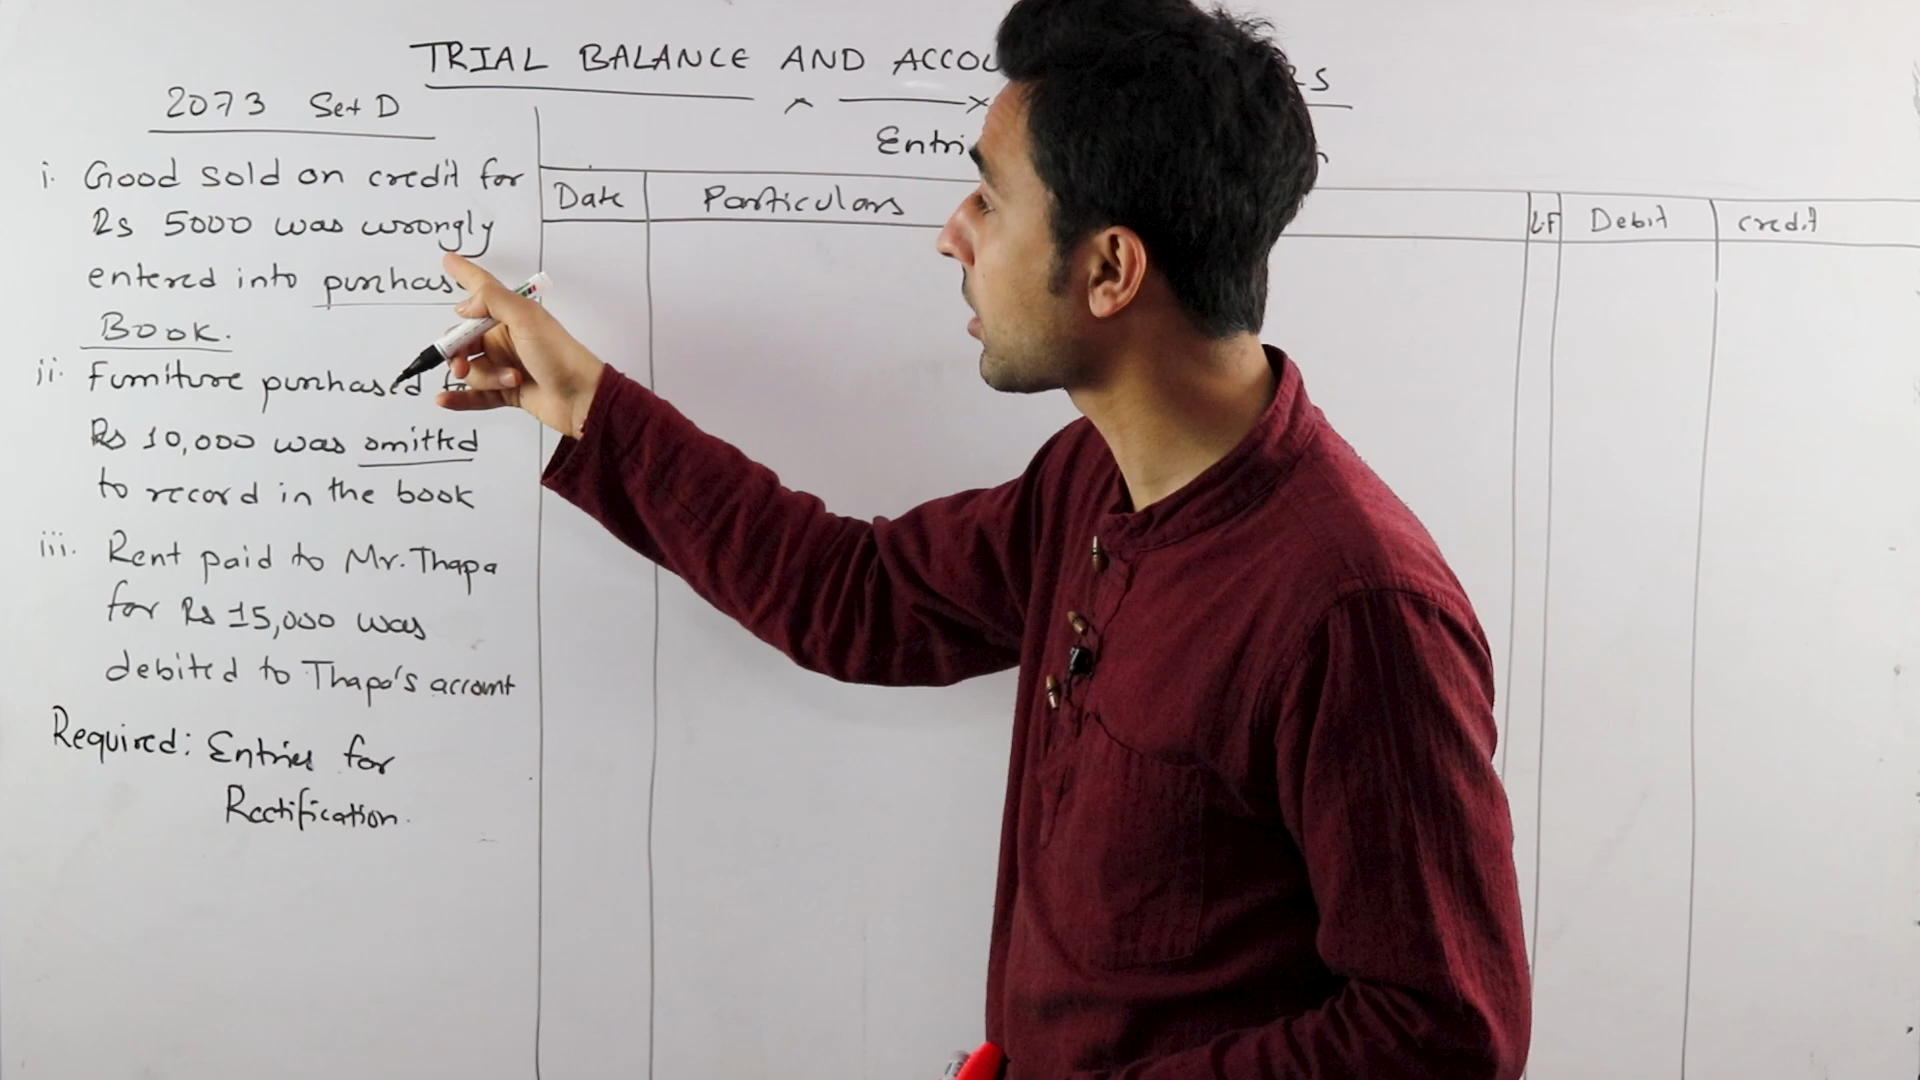 TRIAL BALANCE AND ACCOU
2073 Set D
i. Good sold on credit for
Rs 5000 was wrongly
entered into purchas
Book.
ii. Furniture purchased
Rs 10,000 was omitted
to record in the book
iii. Rent paid to Mr. Thapa
for Rs 15,000 was
debited to Thapa's account
Required: Entries for
Rectification.
Entri
Date Particulars L.F Debit Credit